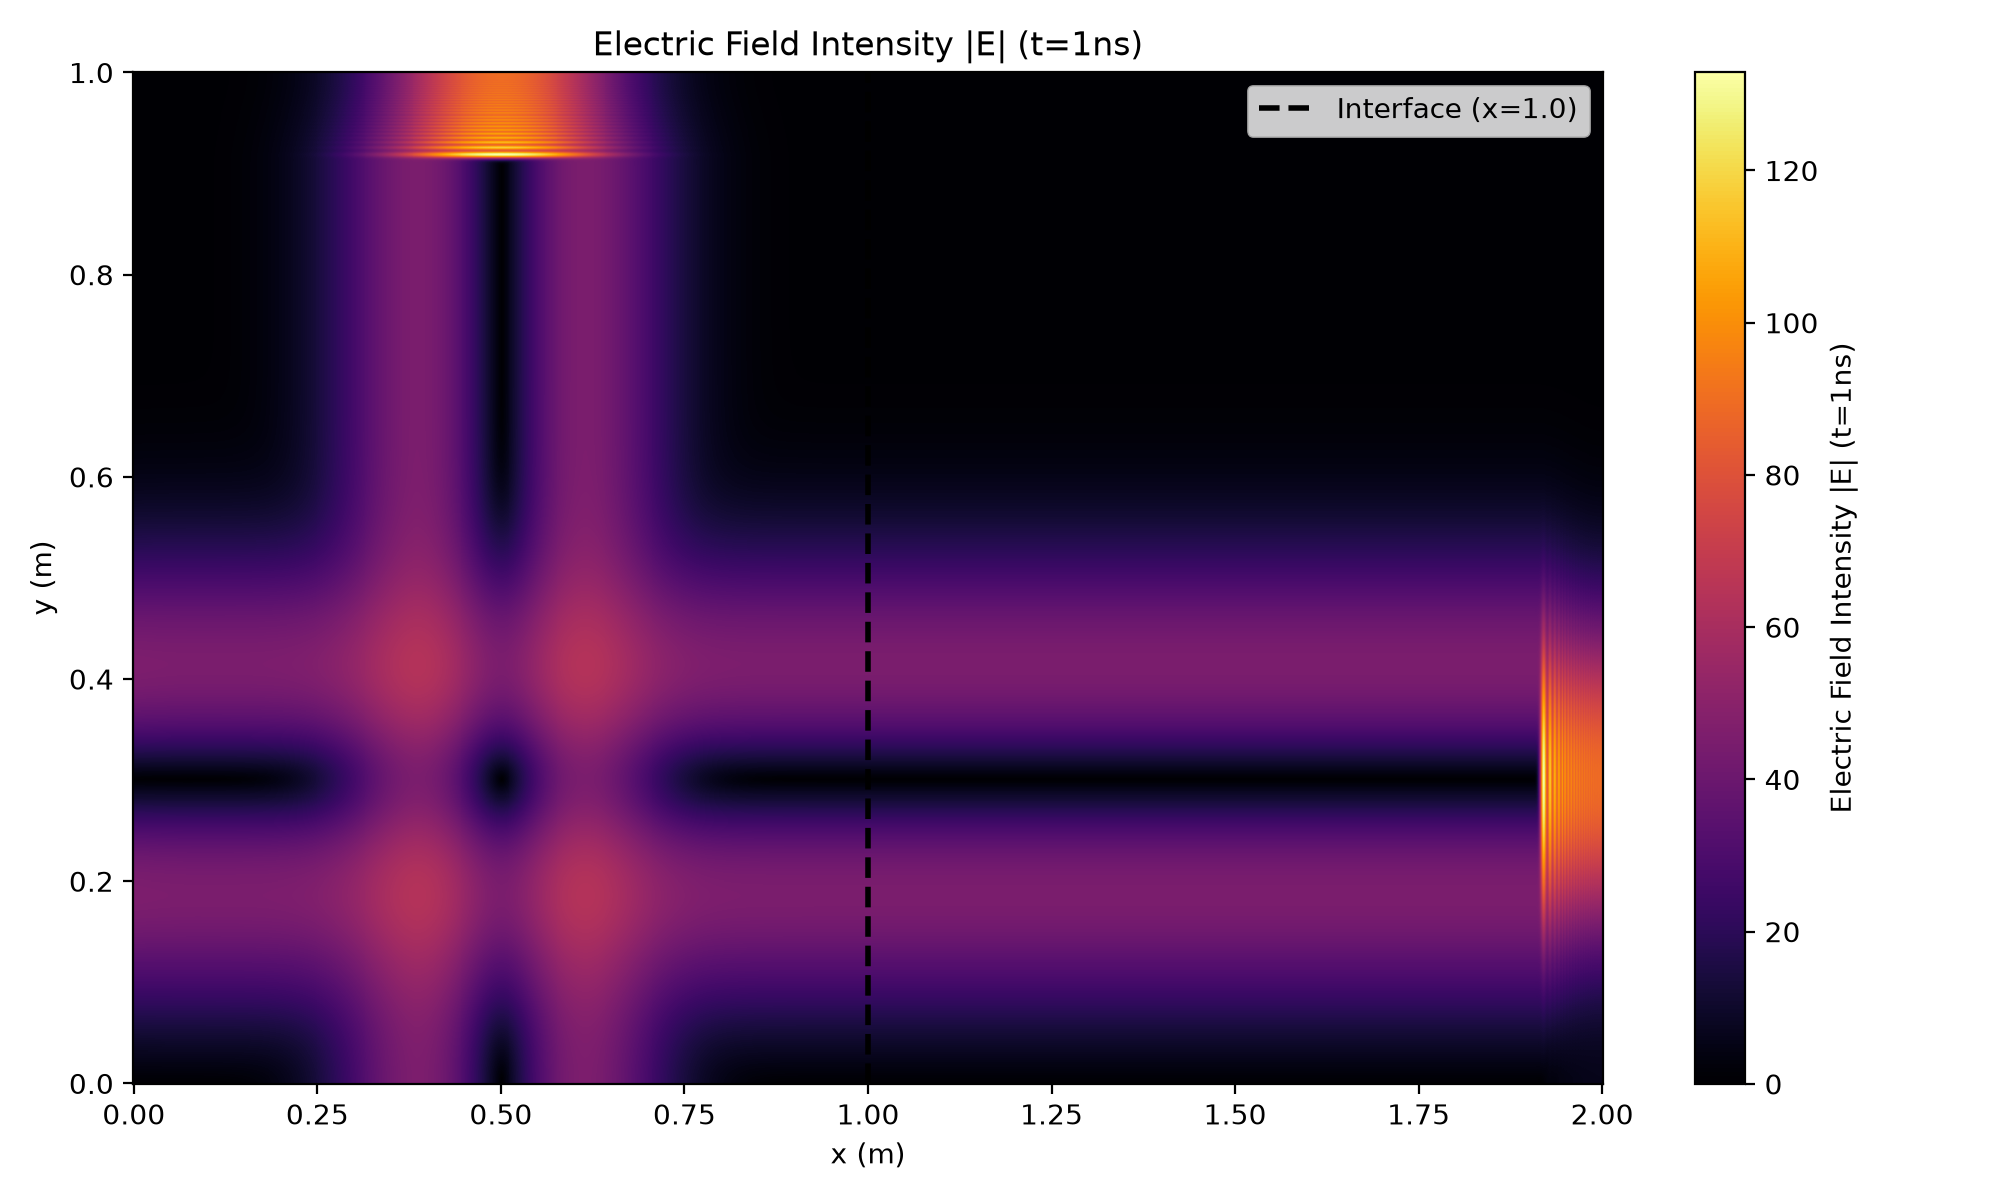 Electric Field Intensity |E| (t=1ns)
Interface (x=1.0)
1.0
0.8
0.6
0.4
0.2
0.0
y (m)
0.00 0.25 0.50 0.75 1.00 1.25 1.50 1.75 2.00
x (m)
120
100
80
60
40
20
0
Electric Field Intensity |E| (t=1ns)